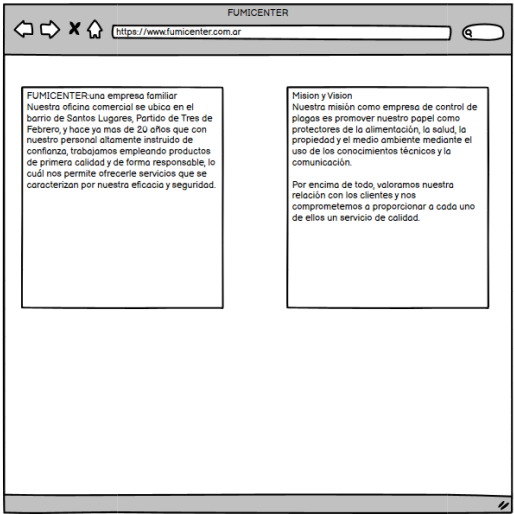 FUMICENTER
https://www.fumicenter.com.ar
FUMICENTER:una empresa familiar
Nuestra oficina comercial se ubica en el
barrio de Santos Lugares, Partido de Tres de
Febrero, y hace ya mas de 20 años que con
nuestro personal altamente instruido de
confianza, trabajamos empleando productos
de primera calidad y de forma responsable, lo
cuál nos permite ofrecerle servicios que se
caracterizan por nuestra eficacia y seguridad.
Mision y Vision
Nuestra misión como empresa de control de
plagas es promover nuestro papel como
protectores de la alimentación, la salud, la
propiedad y el medio ambiente mediante el
uso de los conocimientos técnicos y la
comunicación.
Por encima de todo, valoramos nuestra
relación con los clientes y nos
comprometemos a proporcionar a cada uno
de ellos un servicio de calidad.